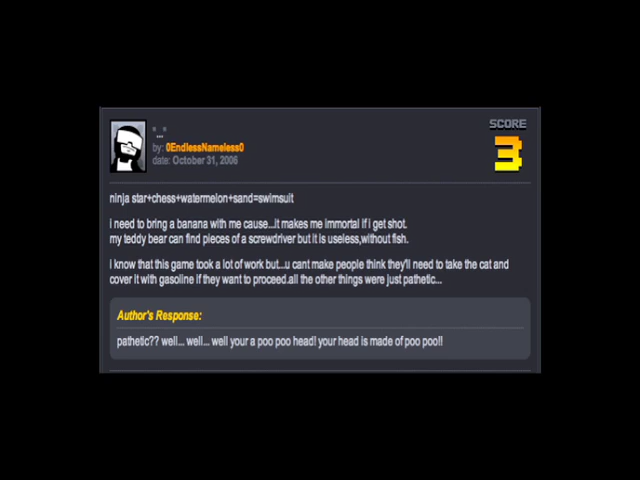 SCORE
"..."
by: 0EndlessNameless0
3
date: October 31, 2006
ninja star+chess+watermelon+sand=swimsuit
I need to bring a banana with me cause...it makes me immortal if i get shot.
my teddy bear can find pieces of a screwdriver but it is useless,without fish.
I know that this game took a lot of work but...u cant make people think they'll need to take the cat and
cover it with gasoline if they want to proceed.all the other things were just pathetic...
Author's Response:
pathetic?? well... well... well your a poo poo head! your head is made of poo poo!!